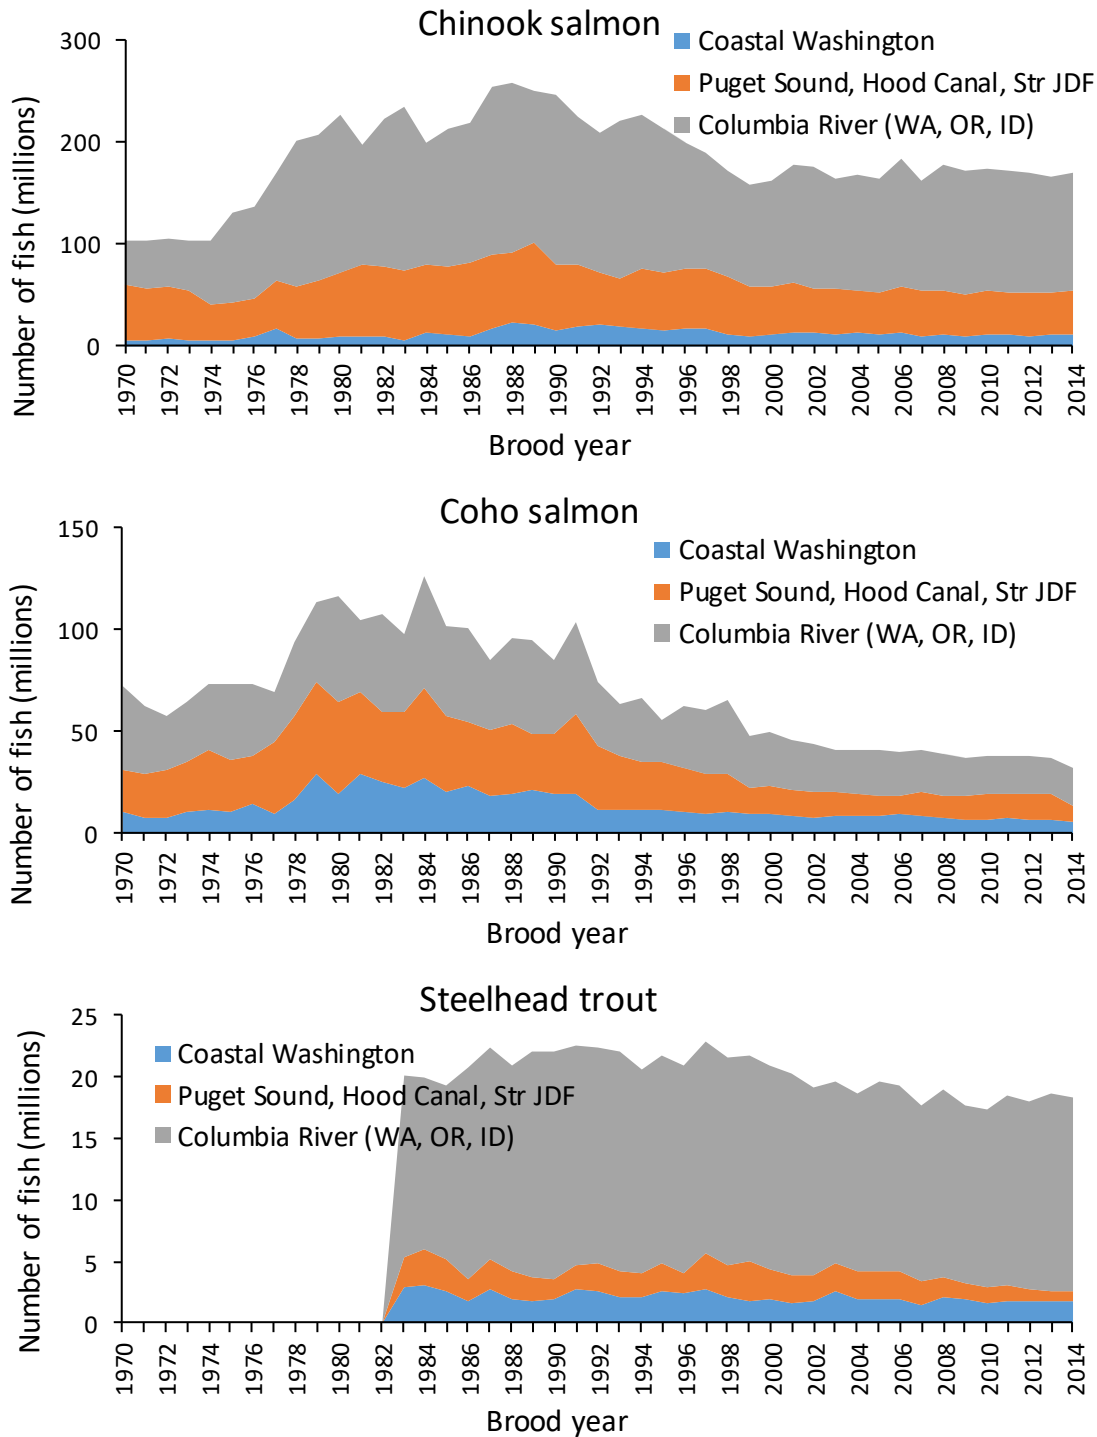 Chinook salmon
Coastal Washington
Puget Sound, Hood Canal, Str JDF
Columbia River (WA, OR, ID)
Number of fish (millions)
300
200
100
0
1970 1972 1974 1976 1978 1980 1982 1984 1986 1988 1990 1992 1994 1996 1998 2000 2002 2004 2006 2008 2010 2012 2014
Brood year
Coho salmon
Coastal Washington
Puget Sound, Hood Canal, Str JDF
Columbia River (WA, OR, ID)
Number of fish (millions)
150
100
50
0
1970 1972 1974 1976 1978 1980 1982 1984 1986 1988 1990 1992 1994 1996 1998 2000 2002 2004 2006 2008 2010 2012 2014
Brood year
Steelhead trout
Coastal Washington
Puget Sound, Hood Canal, Str JDF
Columbia River (WA, OR, ID)
Number of fish (millions)
25
20
15
10
5
0
1970 1972 1974 1976 1978 1980 1982 1984 1986 1988 1990 1992 1994 1996 1998 2000 2002 2004 2006 2008 2010 2012 2014
Brood year